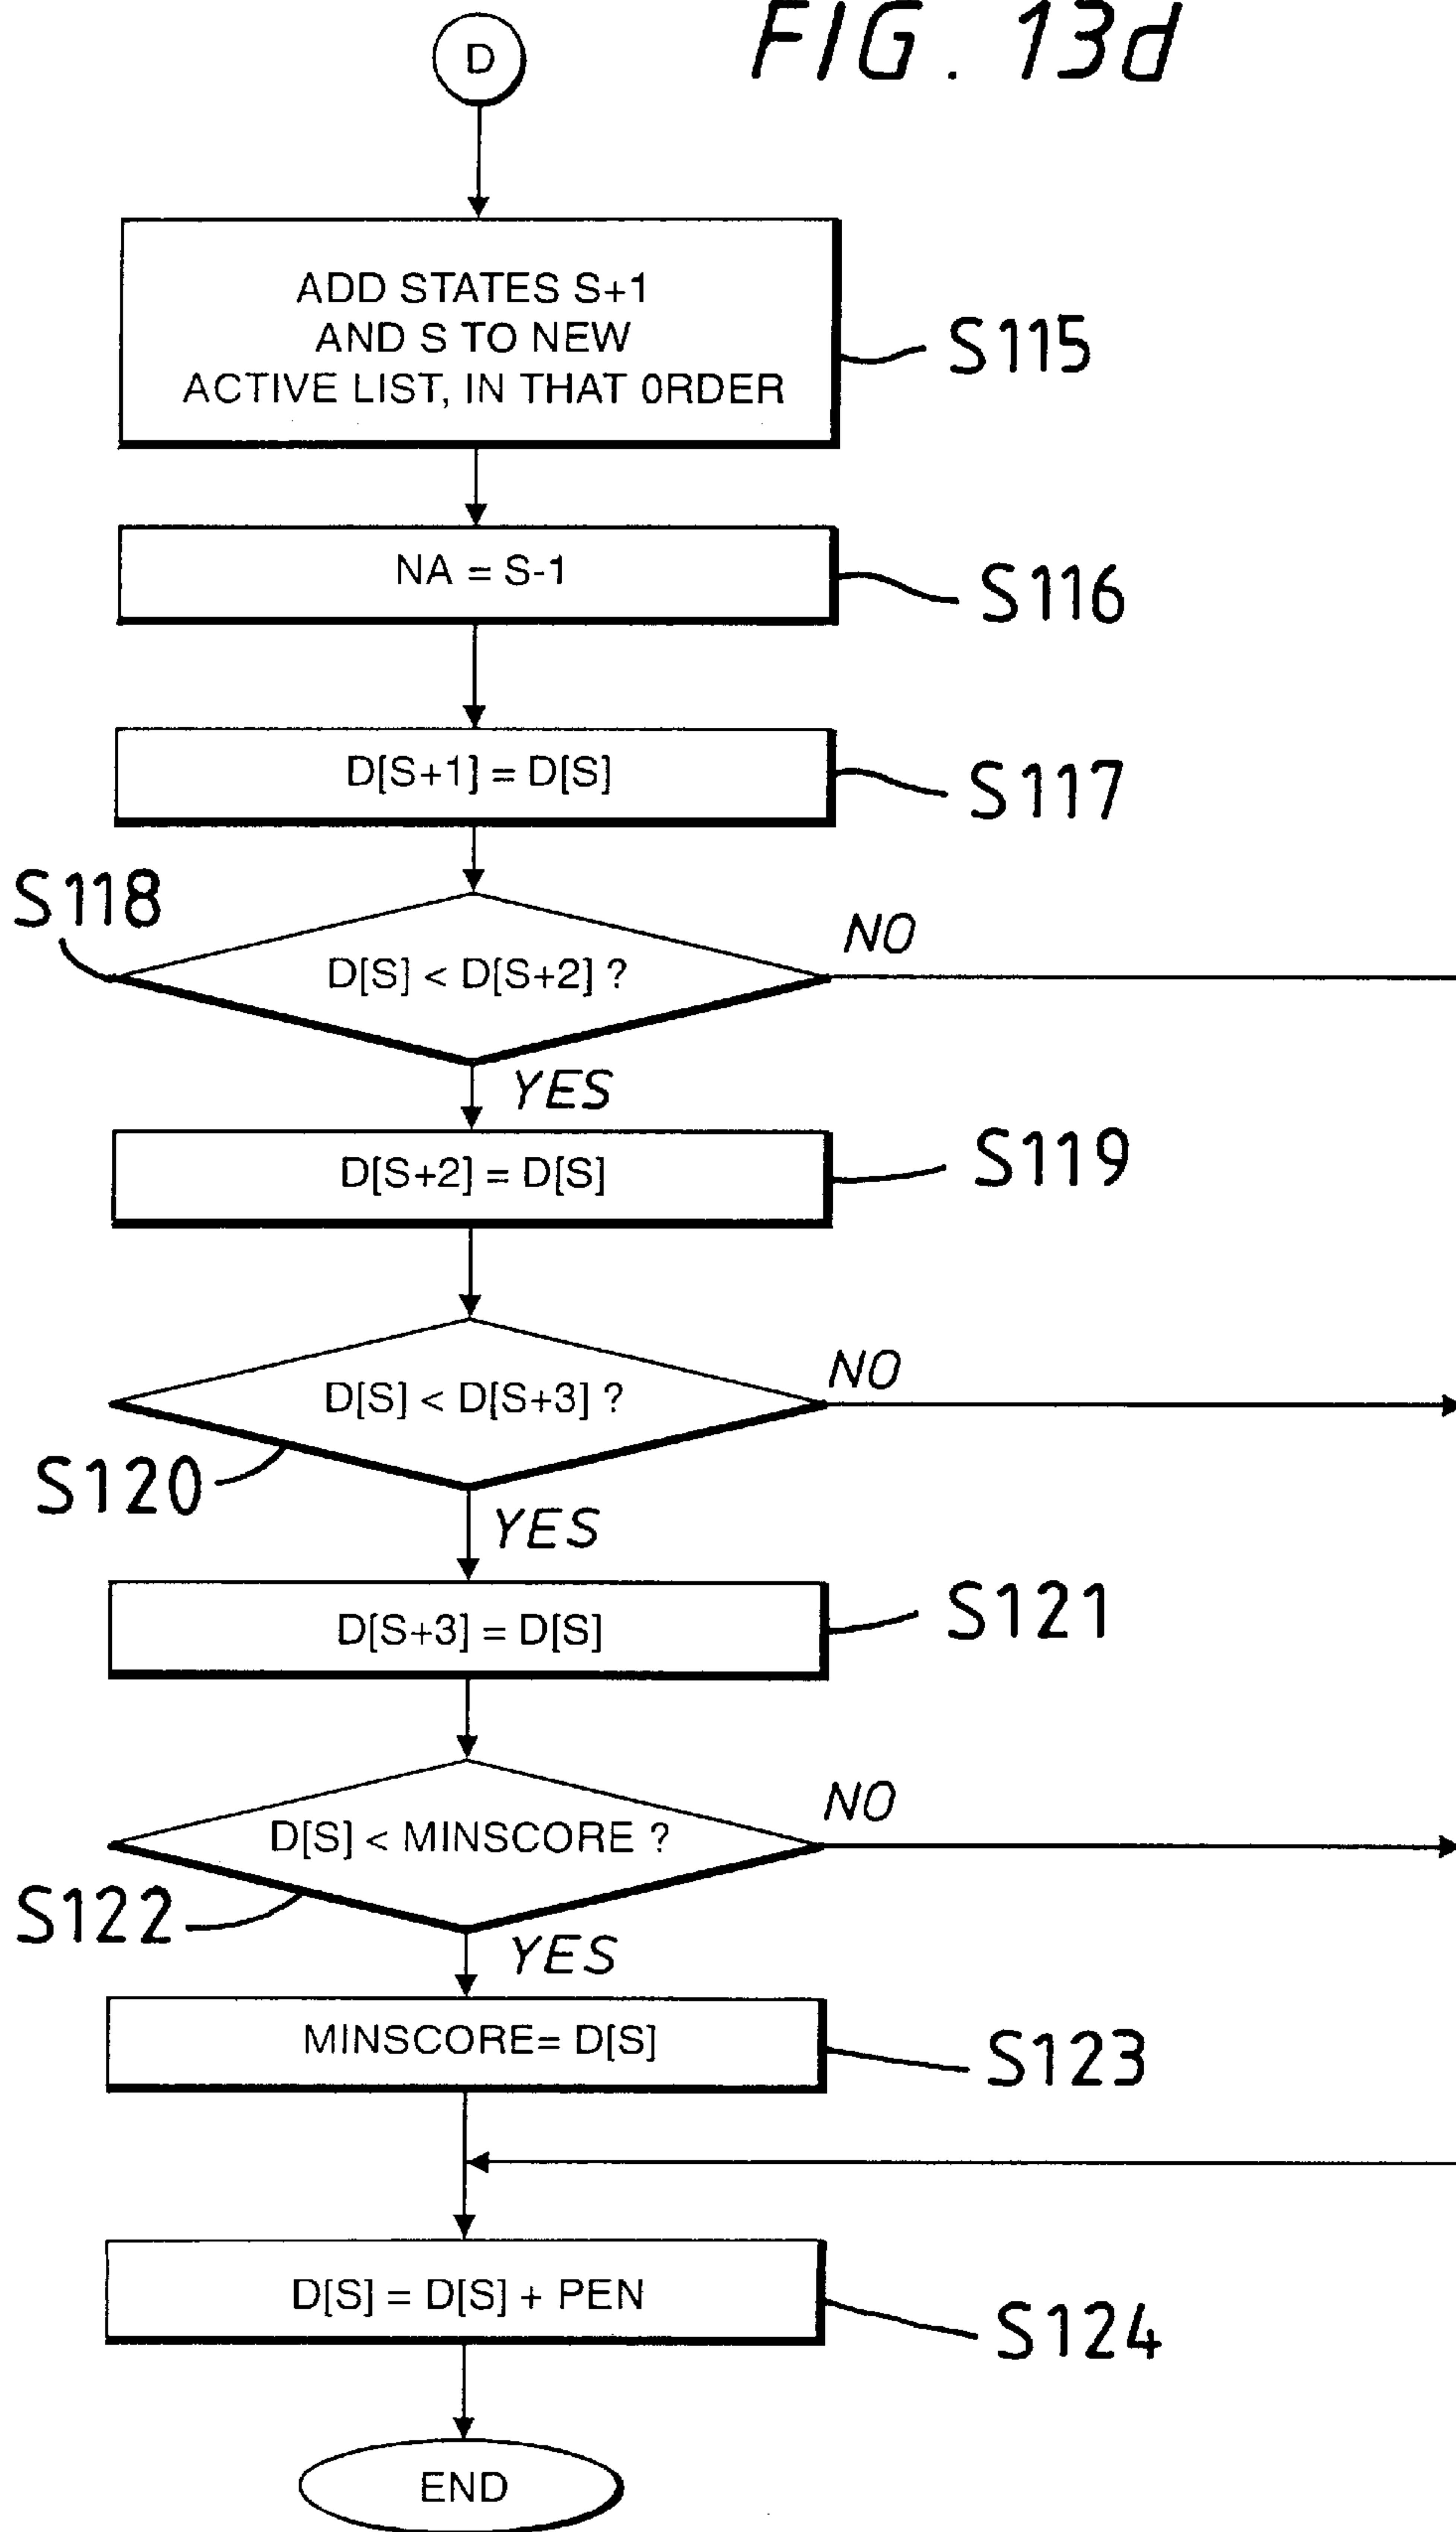 FIG. 13d
D
ADD STATES S+1
AND S TO NEW
ACTIVE LIST, IN THAT 0RDER
S115
NA = S-1
S116
D[S+1] = D[S]
S117
S118
D[S] < D[S+2] ?
NO
YES
D[S+2] = D[S]
S119
D[S] < D[S+3] ?
NO
S120
YES
D[S+3] = D[S]
S121
D[S] < MINSCORE ?
NO
S122
YES
MINSCORE= D[S]
S123
D[S] = D[S] + PEN
S124
END